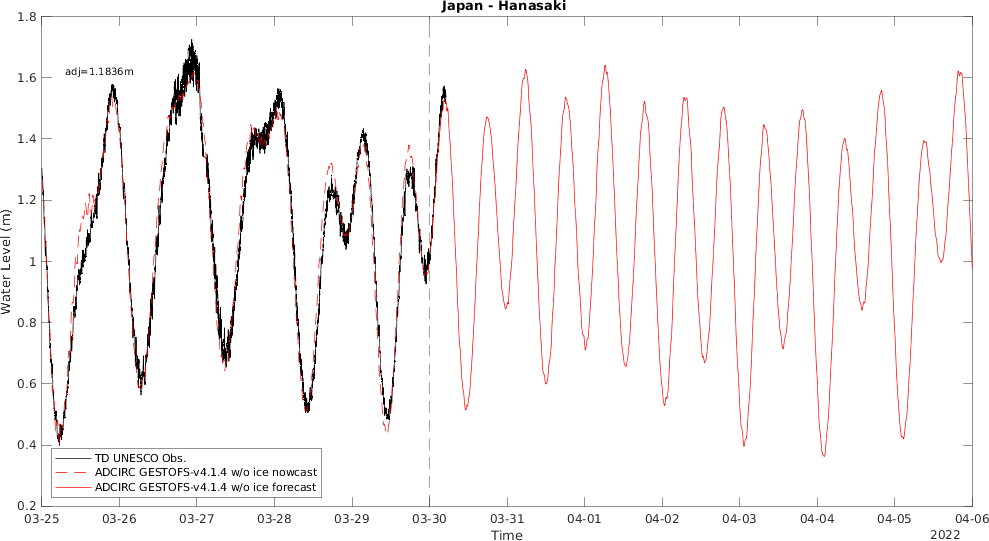 Japan - Hanasaki
1.8
1.6
1.4
1.2
1
0.8
0.6
0.4
0.2
Water Level (m)
adj=1.1836m
TD UNESCO Obs.
ADCIRC GESTOFS-v4.1.4 w/o ice nowcast
ADCIRC GESTOFS-v4.1.4 w/o ice forecast
03-25 03-26 03-27 03-28 03-29 03-30 03-31 04-01 04-02 04-03 04-04 04-05 04-06
Time
2022